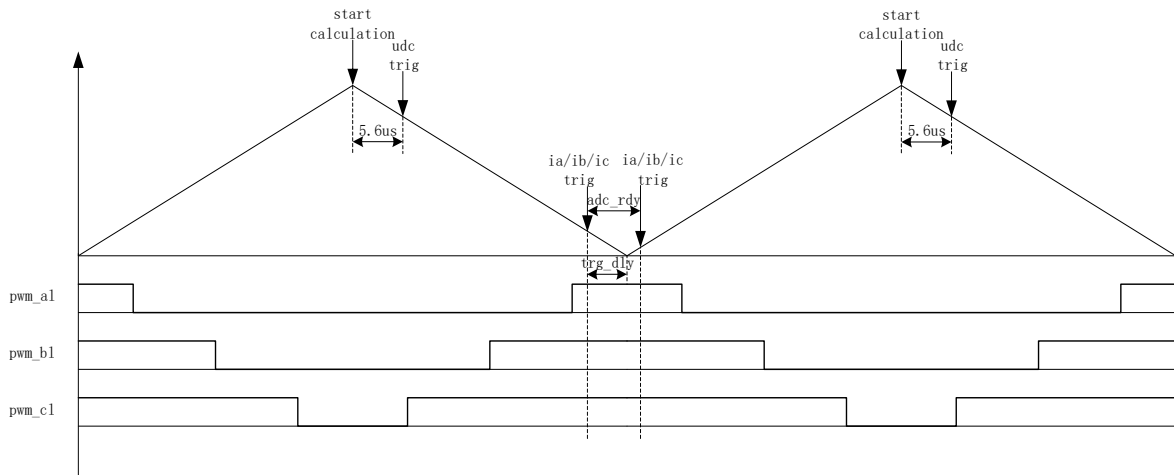 start
calculation
udc
trig
5.6us
ia/ib/ic
trig
ia/ib/ic
trig
adc_rdy
trg_dly
start
calculation
udc
trig
5.6us
pwm_al
pwm_bl
pwm_cl